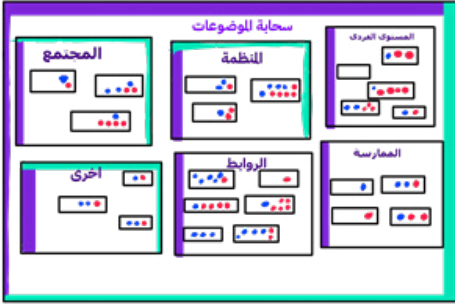 سحابة الموضوعات
المستوى الفردي
المنظمة
المجتمع
الممارسة
الروابط
أخرى